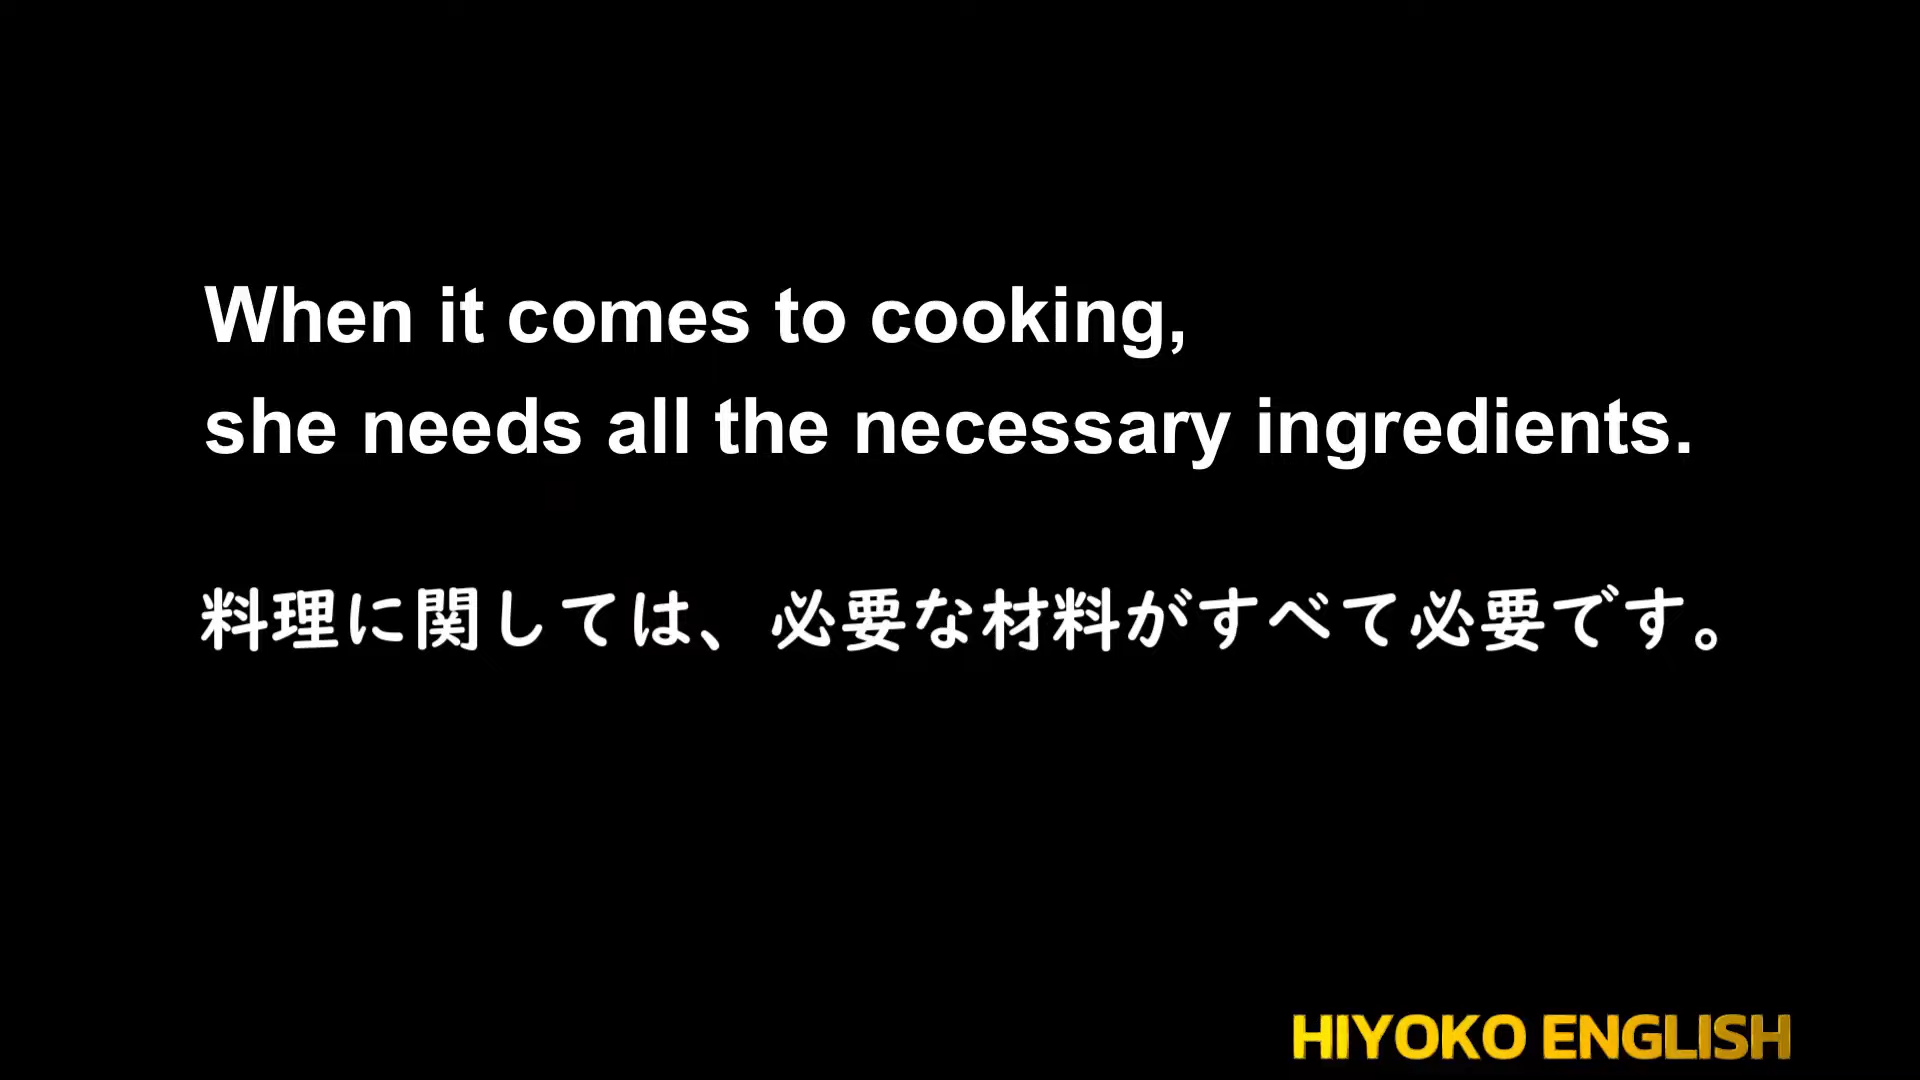 When it comes to cooking,
she needs all the necessary ingredients.
料理に関しては、必要な材料がすべて必要です。
HIYOKO ENGLISH